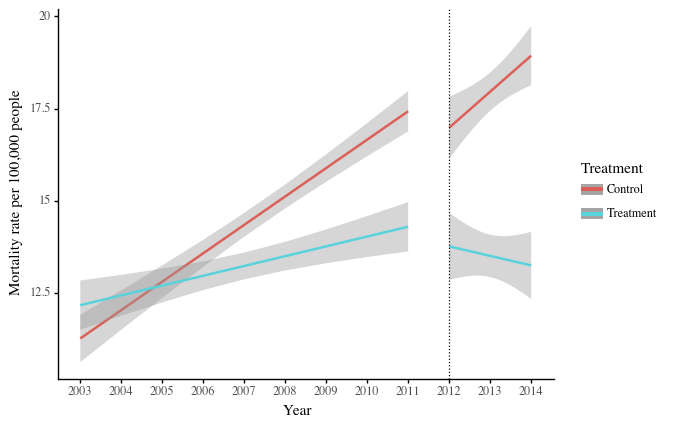 20
17.5
15
12.5
Mortality rate per 100,000 people
2003 2004 2005 2006 2007 2008 2009 2010 2011 2012 2013 2014
Year
Treatment
Control
Treatment